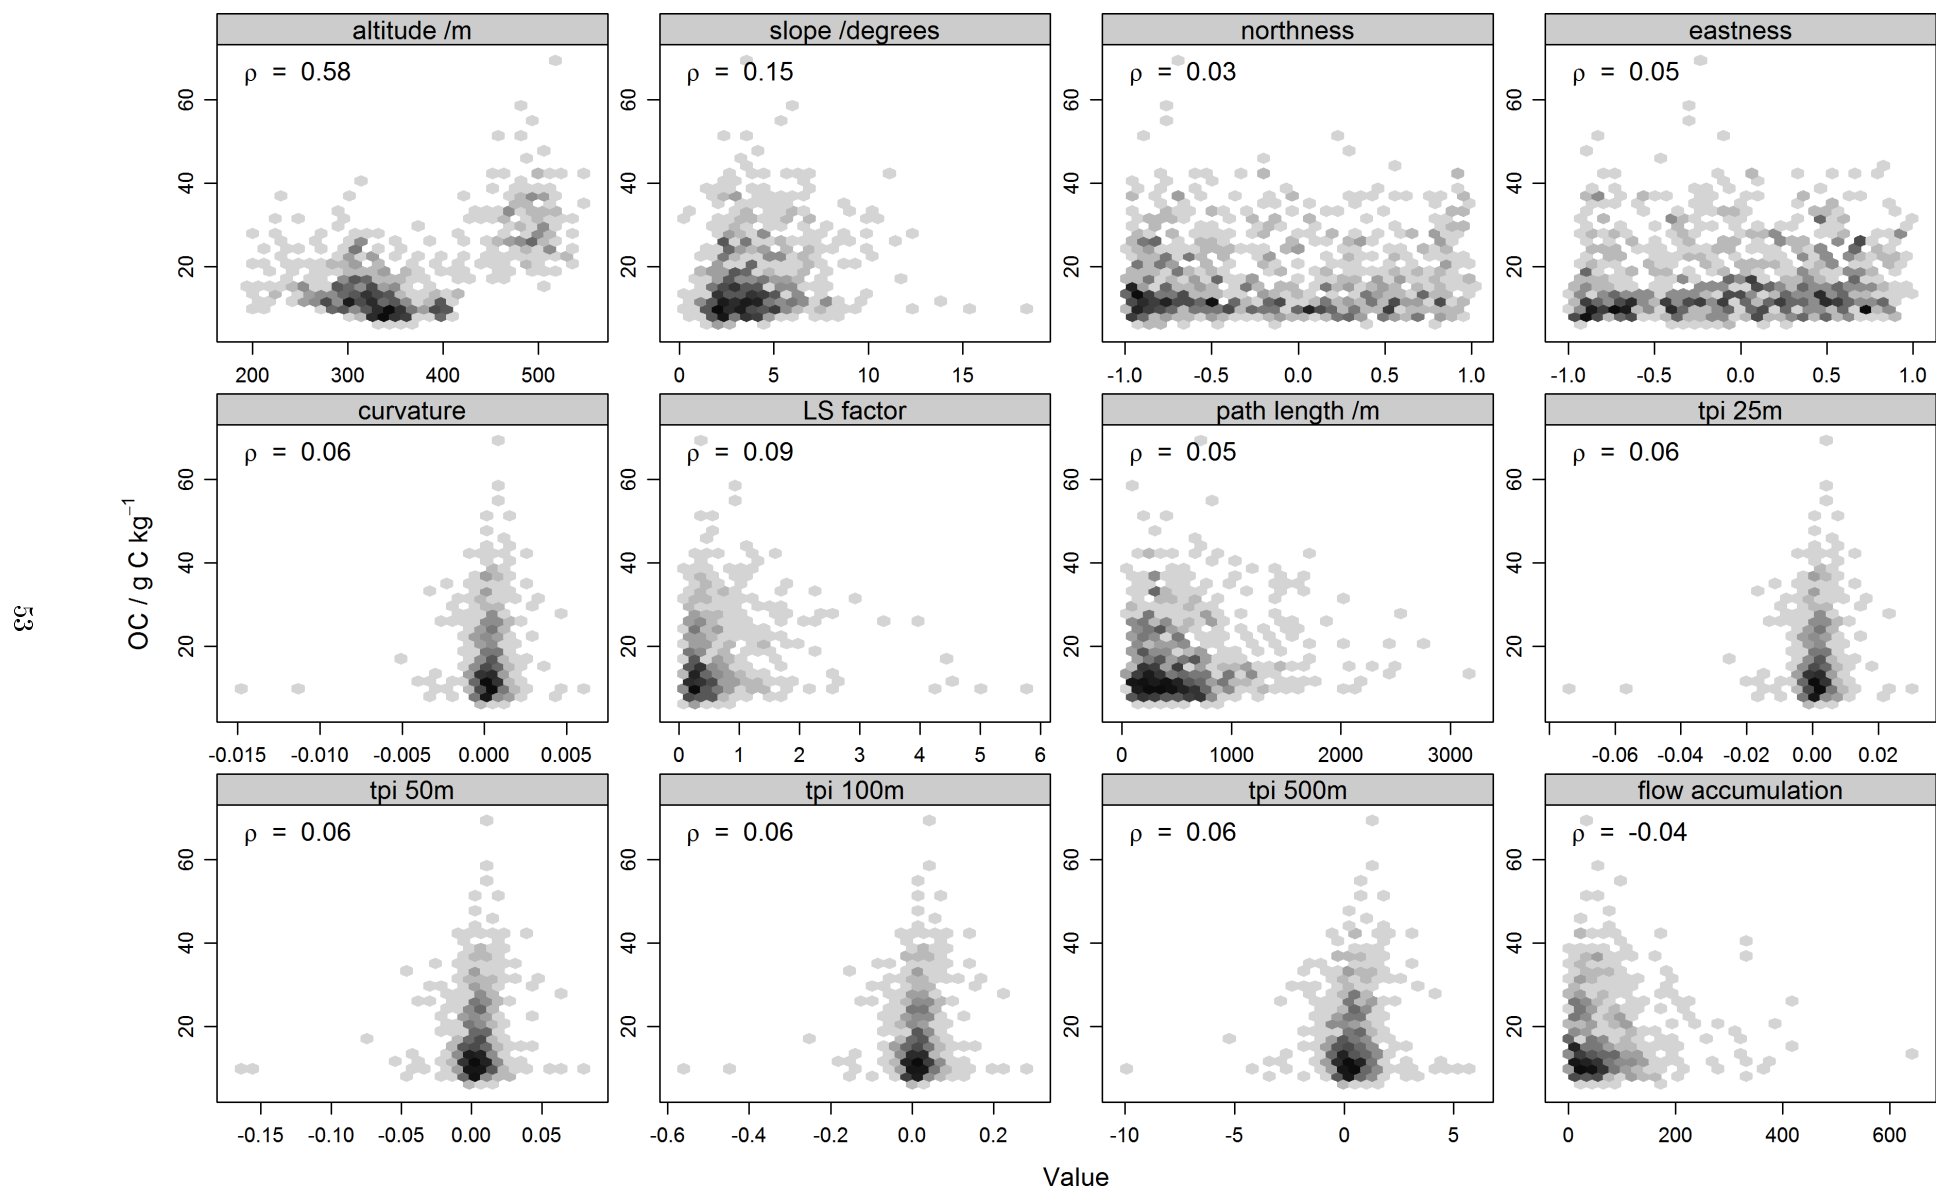 altitude /m
ρ = 0.58
20 40 60
200 300 400 500
slope /degrees
ρ = 0.15
20 40 60
0 5 10 15
northness
ρ = 0.03
20 40 60
-1.0 -0.5 0.0 0.5 1.0
eastness
ρ = 0.05
20 40 60
-1.0 -0.5 0.0 0.5 1.0
curvature
ρ = 0.06
20 40 60
-0.015 -0.010 -0.005 0.000 0.005
LS factor
ρ = 0.09
20 40 60
0 1 2 3 4 5 6
path length /m
ρ = 0.05
20 40 60
0 1000 2000 3000
tpi 25m
ρ = 0.06
20 40 60
-0.06 -0.04 -0.02 0.00 0.02
tpi 50m
ρ = 0.06
20 40 60
-0.15 -0.10 -0.05 0.00 0.05
tpi 100m
ρ = 0.06
20 40 60
-0.6 -0.4 -0.2 0.0 0.2
tpi 500m
ρ = 0.06
20 40 60
-10 -5 0 5
flow accumulation
ρ = -0.04
20 40 60
0 200 400 600
OC / g C kg⁻¹
Value
53